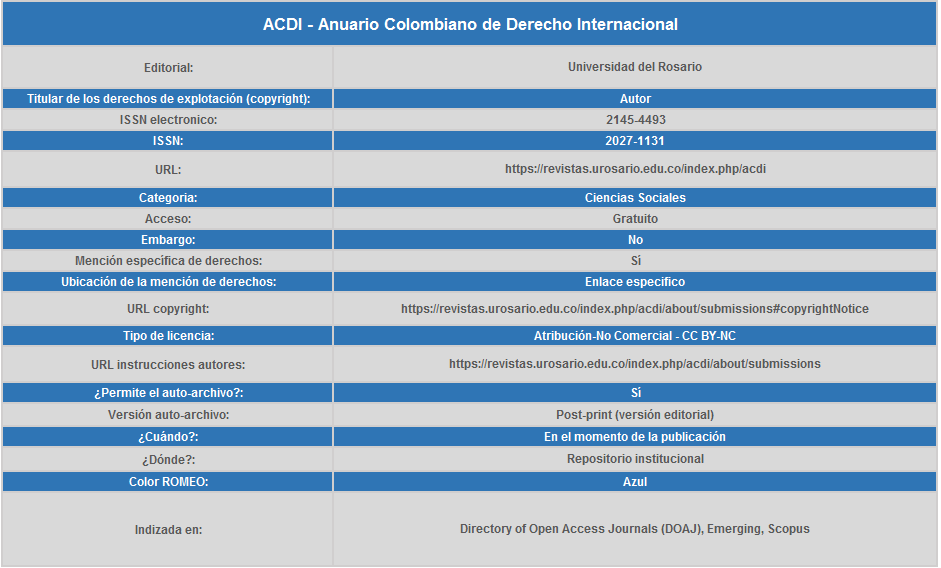 ACDI - Anuario Colombiano de Derecho Internacional
Editorial: Universidad del Rosario
Titular de los derechos de explotación (copyright): Autor
ISSN electronico: 2145-4493
ISSN: 2027-1131
URL: https://revistas.urosario.edu.co/index.php/acdi
Categoria: Ciencias Sociales
Acceso: Gratuito
Embargo: No
Mención especifica de derechos: Sí
Ubicación de la mención de derechos: Enlace especifico
URL copyright: https://revistas.urosario.edu.co/index.php/acdi/about/submissions#copyrightNotice
Tipo de licencia: Atribución-No Comercial - CC BY-NC
URL instrucciones autores: https://revistas.urosario.edu.co/index.php/acdi/about/submissions
¿Permite el auto-archivo?: Sí
Versión auto-archivo: Post-print (versión editorial)
¿Cuándo?: En el momento de la publicación
¿Dónde?: Repositorio institucional
Color ROMEO: Azul
Indizada en: Directory of Open Access Journals (DOAJ), Emerging, Scopus